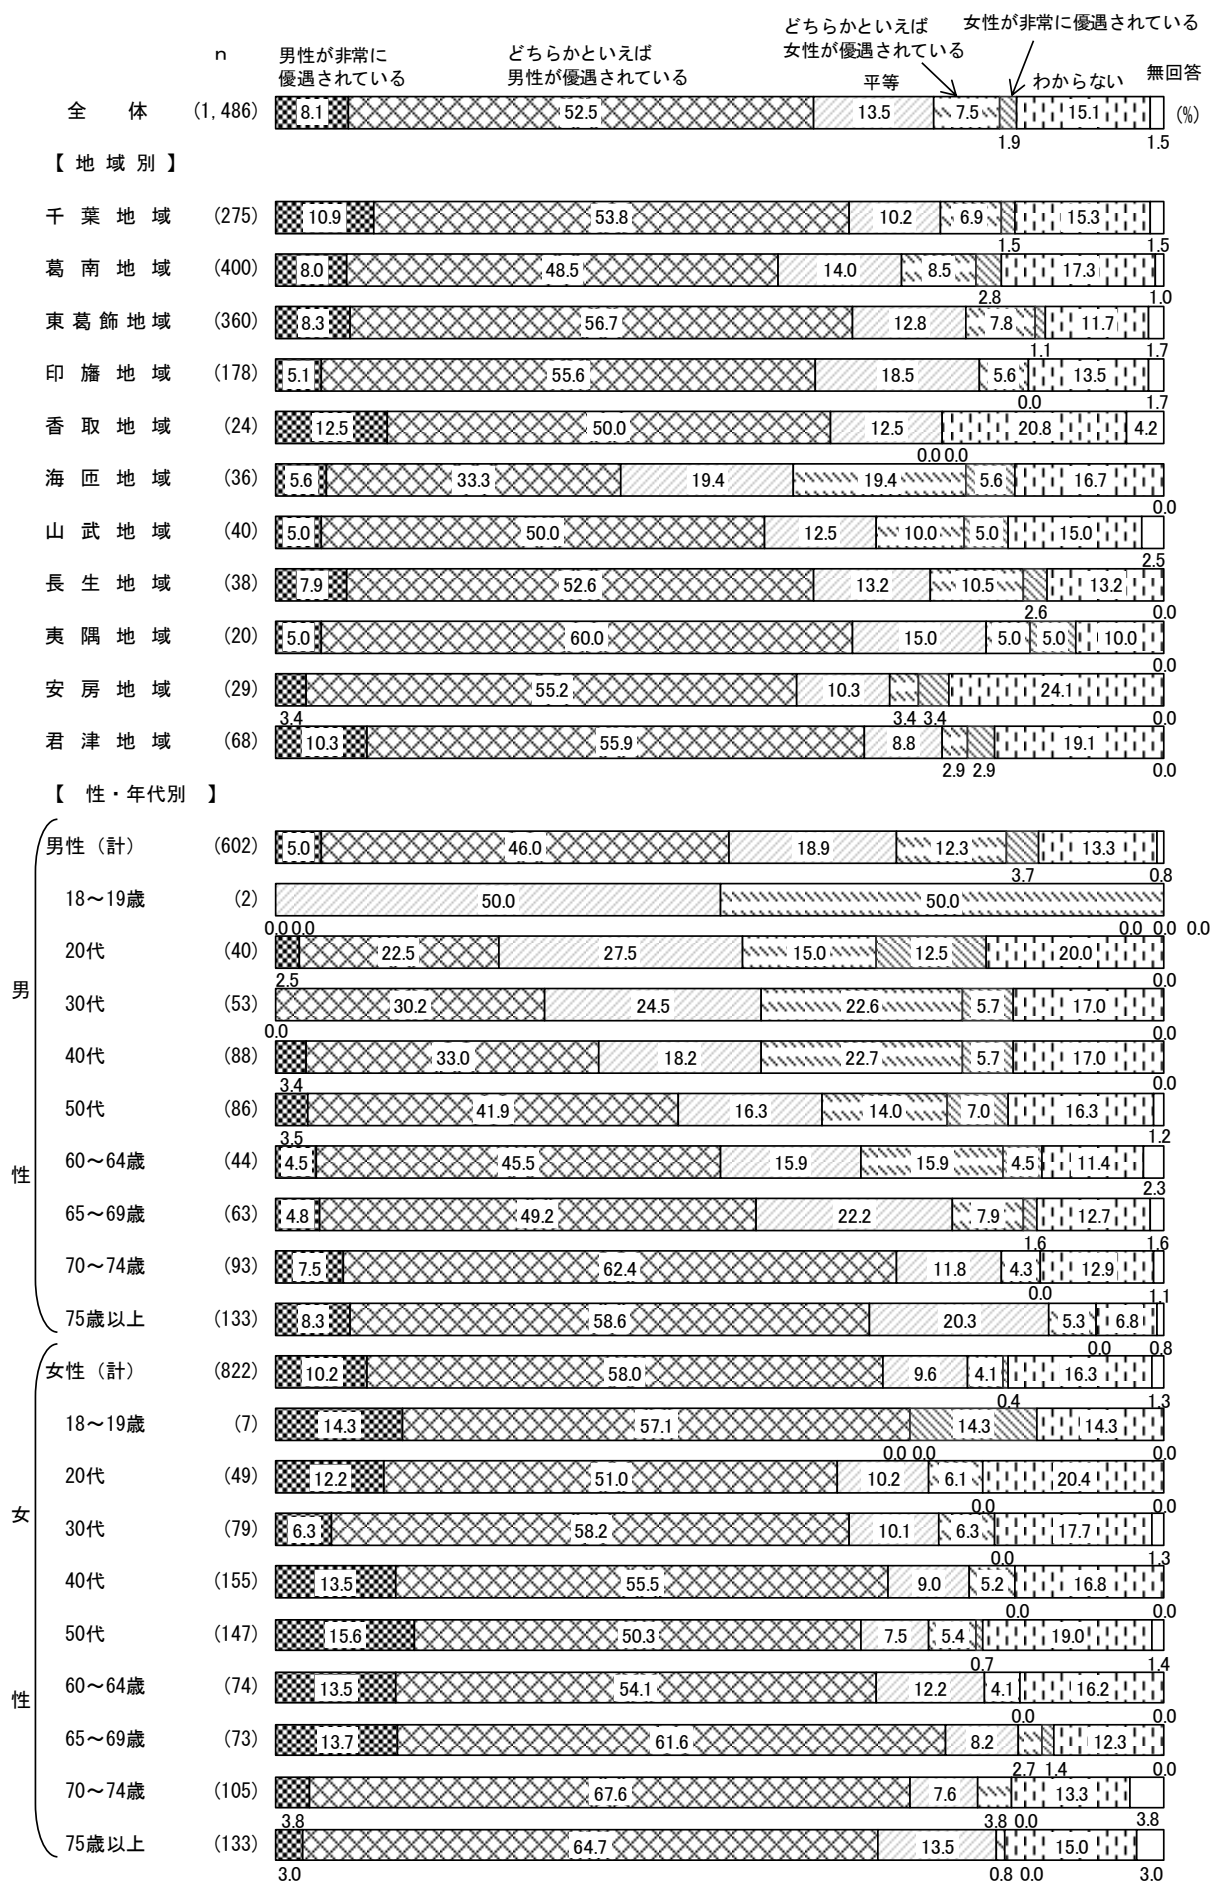 どちらかといえば 女性が非常に優遇されている
n 男性が非常に どちらかといえば 女性が優遇されている
優遇されている 男性が優遇されている 平等 わからない 無回答
全体 (1,486) 8.1 52.5 13.5 7.5 15.1 (%)
1.9 1.5
【地域別】
千葉地域 (275) 10.9 53.8 10.2 6.9 15.3
1.5 1.5
葛南地域 (400) 8.0 48.5 14.0 8.5 17.3
2.8 1.0
東葛飾地域 (360) 8.3 56.7 12.8 7.8 11.7
1.1 1.7
印旛地域 (178) 5.1 55.6 18.5 5.6 13.5
0.0 1.7
香取地域 (24) 12.5 50.0 12.5 20.8 4.2
0.0 0.0
海匝地域 (36) 5.6 33.3 19.4 19.4 5.6 16.7
0.0
山武地域 (40) 5.0 50.0 12.5 10.0 5.0 15.0
2.5
長生地域 (38) 7.9 52.6 13.2 10.5 13.2
2.6 0.0
夷隅地域 (20) 5.0 60.0 15.0 5.0 5.0 10.0
0.0
安房地域 (29) 55.2 10.3 24.1
3.4 3.4 3.4 0.0
君津地域 (68) 10.3 55.9 8.8 19.1
2.9 2.9 0.0
【 性・年代別 】
男性（計） (602) 5.0 46.0 18.9 12.3 13.3
3.7 0.8
18～19歳 (2) 50.0 50.0
0.0 0.0 0.0 0.0 0.0
20代 (40) 22.5 27.5 15.0 12.5 20.0
2.5 0.0
男
30代 (53) 30.2 24.5 22.6 5.7 17.0
0.0 0.0
40代 (88) 33.0 18.2 22.7 5.7 17.0
3.4 0.0
50代 (86) 41.9 16.3 14.0 7.0 16.3
3.5 1.2
性
60～64歳 (44) 4.5 45.5 15.9 15.9 4.5 11.4
2.3
65～69歳 (63) 4.8 49.2 22.2 7.9 12.7
1.6 1.6
70～74歳 (93) 7.5 62.4 11.8 4.3 12.9
0.0 1.1
75歳以上 (133) 8.3 58.6 20.3 5.3 6.8
0.0 0.8
女性（計） (822) 10.2 58.0 9.6 4.1 16.3
0.4 1.3
18～19歳 (7) 14.3 57.1 14.3 14.3
0.0 0.0 0.0
20代 (49) 12.2 51.0 10.2 6.1 20.4
0.0 0.0
女
30代 (79) 6.3 58.2 10.1 6.3 17.7
0.0 1.3
40代 (155) 13.5 55.5 9.0 5.2 16.8
0.0 0.0
50代 (147) 15.6 50.3 7.5 5.4 19.0
0.7 1.4
性
60～64歳 (74) 13.5 54.1 12.2 4.1 16.2
0.0 0.0
65～69歳 (73) 13.7 61.6 8.2 12.3
2.7 1.4 0.0
70～74歳 (105) 67.6 7.6 13.3
3.8 3.8 0.0 3.8
75歳以上 (133) 64.7 13.5 15.0
3.0 0.8 0.0 3.0